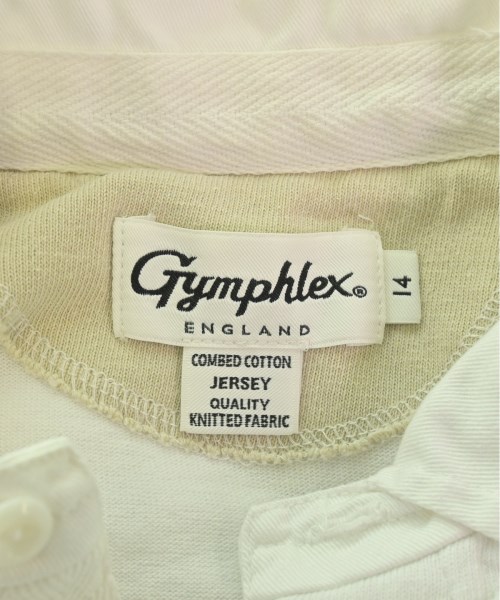 Gymphlex®
ENGLAND
14
COMBED COTTON
JERSEY
QUALITY
KNITTED FABRIC